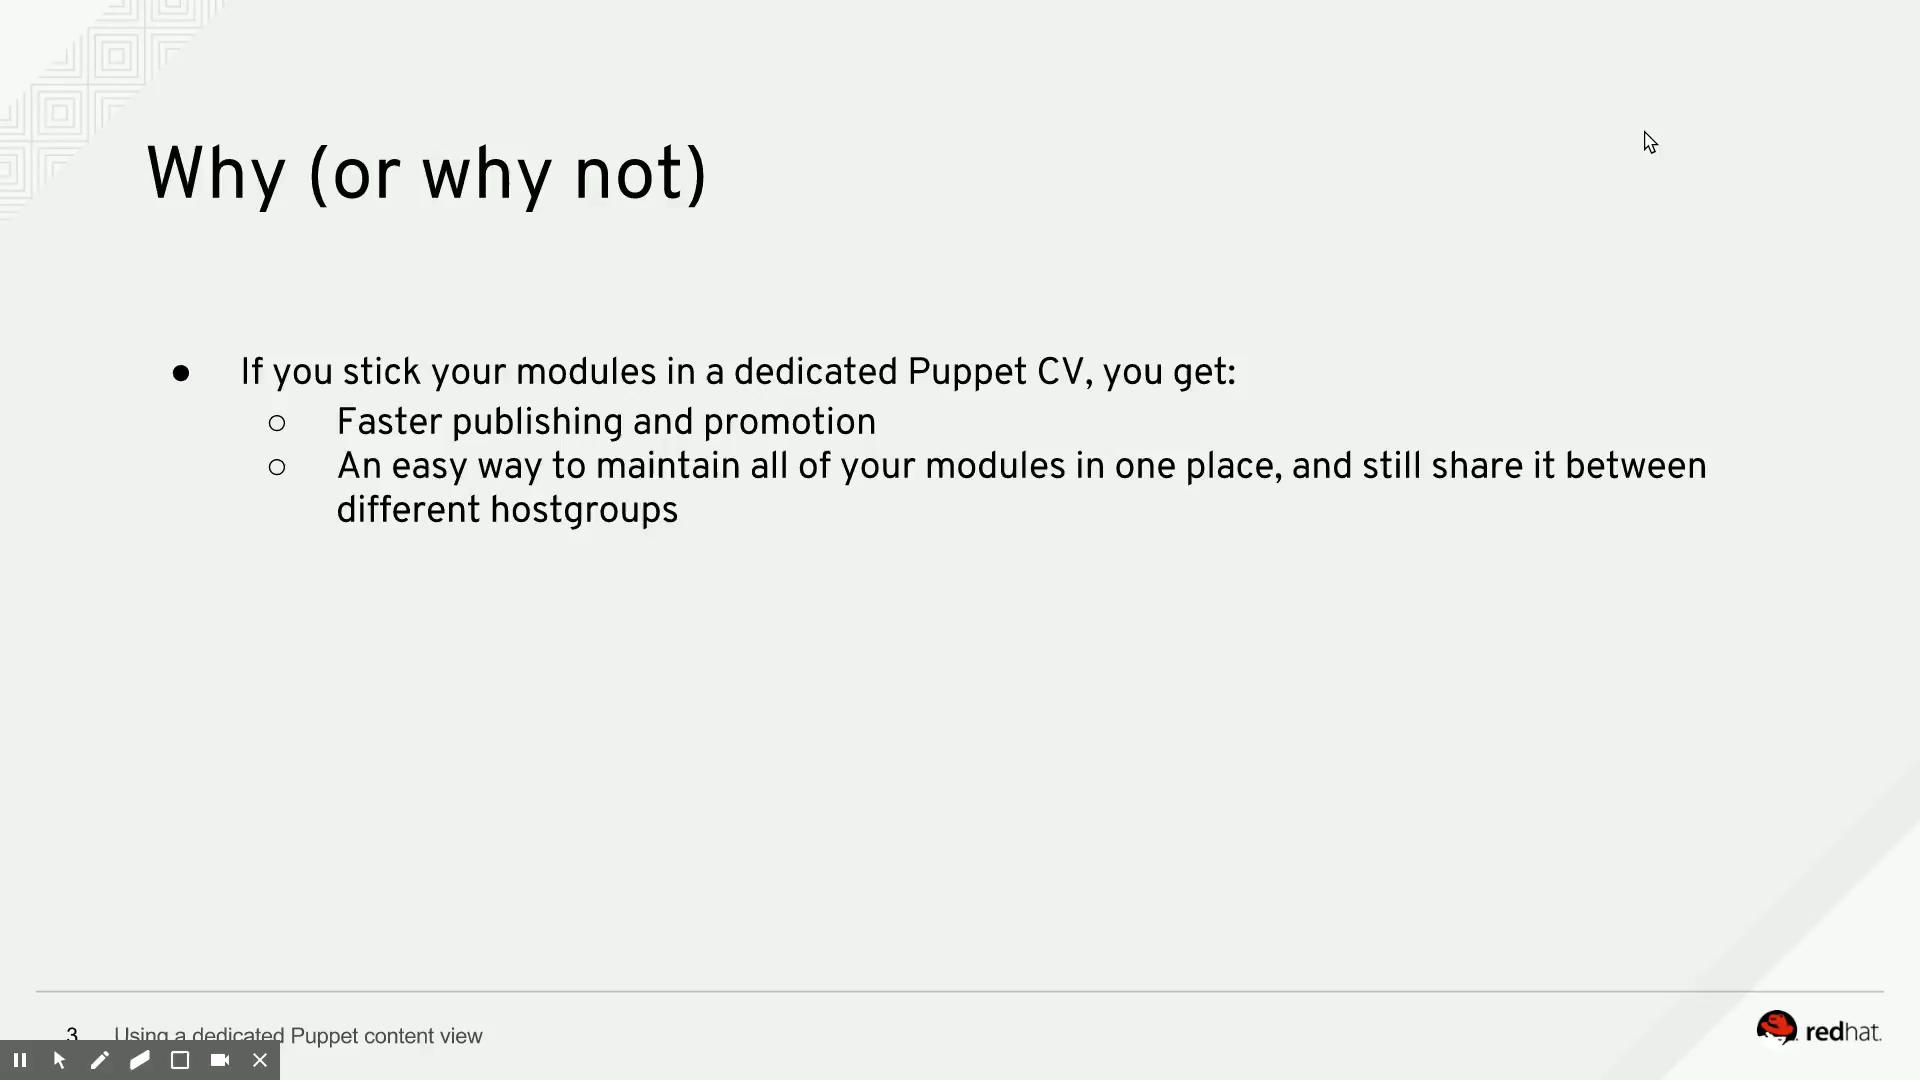 Why (or why not)
● If you stick your modules in a dedicated Puppet CV, you get:
○ Faster publishing and promotion
○ An easy way to maintain all of your modules in one place, and still share it between
different hostgroups
3 Using a dedicated Puppet content view
redhat.